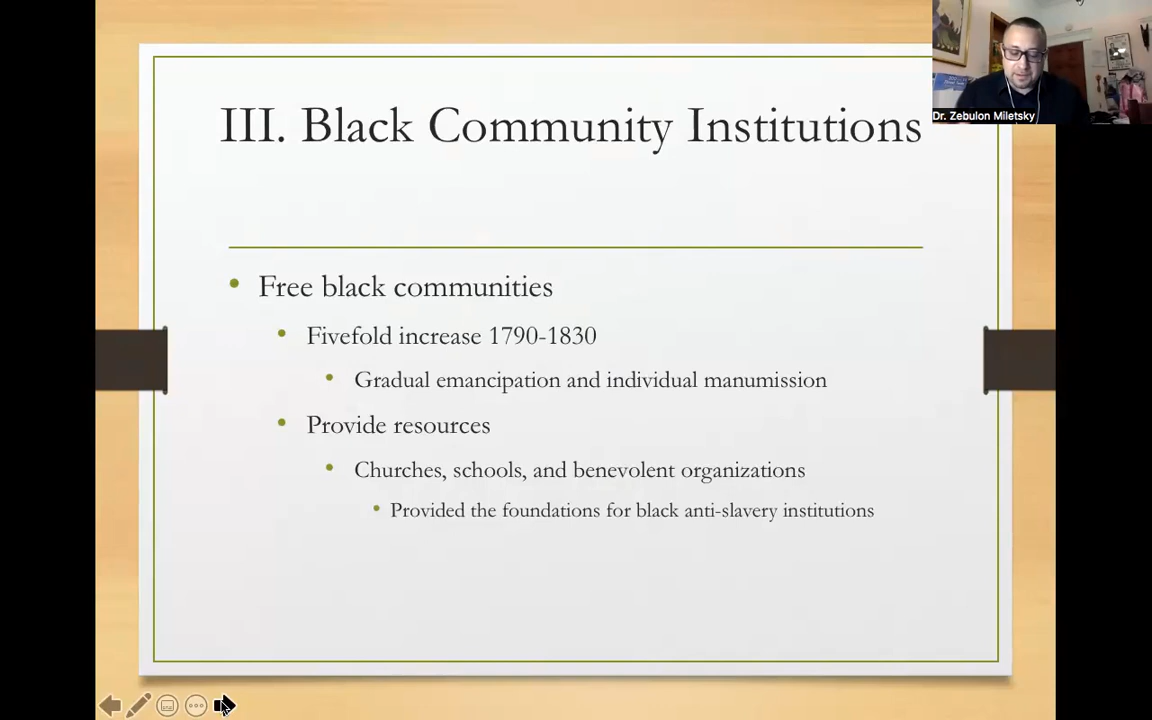 III. Black Community Institutions
Dr. Zebulon Miletsky
Free black communities
Fivefold increase 1790-1830
Gradual emancipation and individual manumission
Provide resources
Churches, schools, and benevolent organizations
Provided the foundations for black anti-slavery institutions